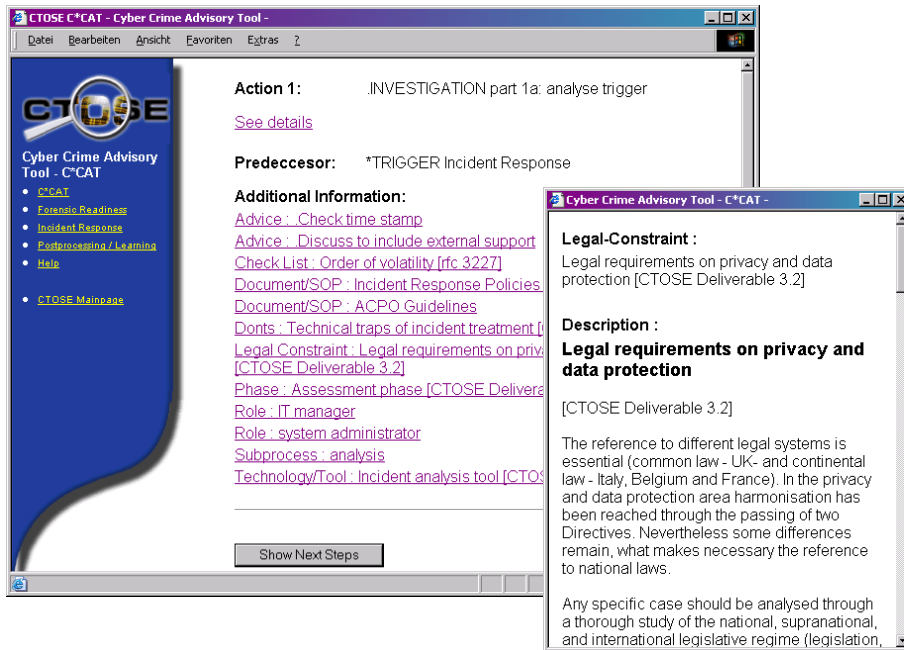 CTOSE C*CAT - Cyber Crime Advisory Tool -
Datei Bearbeiten Ansicht Favoriten Extras ?
CTOSE
Cyber Crime Advisory
Tool - C*CAT
C*CAT
Forensic Readiness
Incident Response
Postprocessing / Learning
Help
CTOSE Mainpage
Action 1: .INVESTIGATION part 1a: analyse trigger
See details
Predeccesor: *TRIGGER Incident Response
Additional Information:
Advice : .Check time stamp
Advice : .Discuss to include external support
Check List : Order of volatility [rfc 3227]
Document/SOP : Incident Response Policies
Document/SOP : ACPO Guidelines
Donts : Technical traps of incident treatment
Legal Constraint : Legal requirements on
[CTOSE Deliverable 3.2]
Phase : Assessment phase [CTOSE
Role : IT manager
Role : system administrator
Subprocess : analysis
Technology/Tool : Incident analysis tool
Show Next Steps
Cyber Crime Advisory Tool - C*CAT -
Legal-Constraint :
Legal requirements on privacy and data
protection [CTOSE Deliverable 3.2]
Description :
Legal requirements on privacy and
data protection
[CTOSE Deliverable 3.2]
The reference to different legal systems is
essential (common law - UK- and continental
law - Italy, Belgium and France). In the privacy
and data protection area harmonisation has
been reached through the passing of two
Directives. Nevertheless some differences
remain, what makes necessary the reference
to national laws.
Any specific case should be analysed through
a thorough study of the national, supranational,
and international legislative regime (legislation,